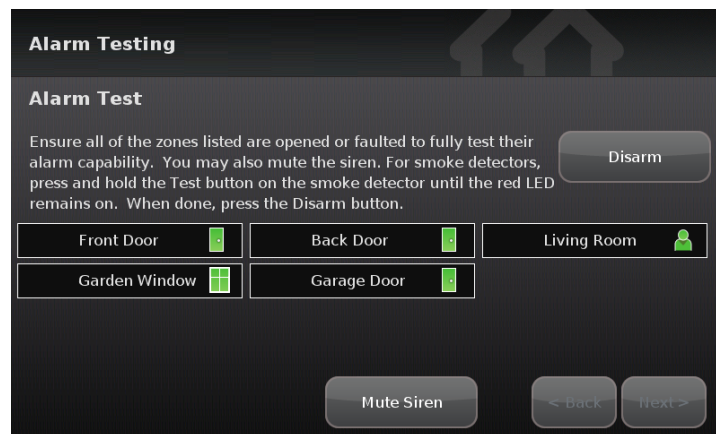 Alarm Testing
Alarm Test
Ensure all of the zones listed are opened or faulted to fully test their
alarm capability.  You may also mute the siren. For smoke detectors,
press and hold the Test button on the smoke detector until the red LED
remains on.  When done, press the Disarm button.
Disarm
Front Door
Back Door
Living Room
Garden Window
Garage Door
Mute Siren
< Back
Next >